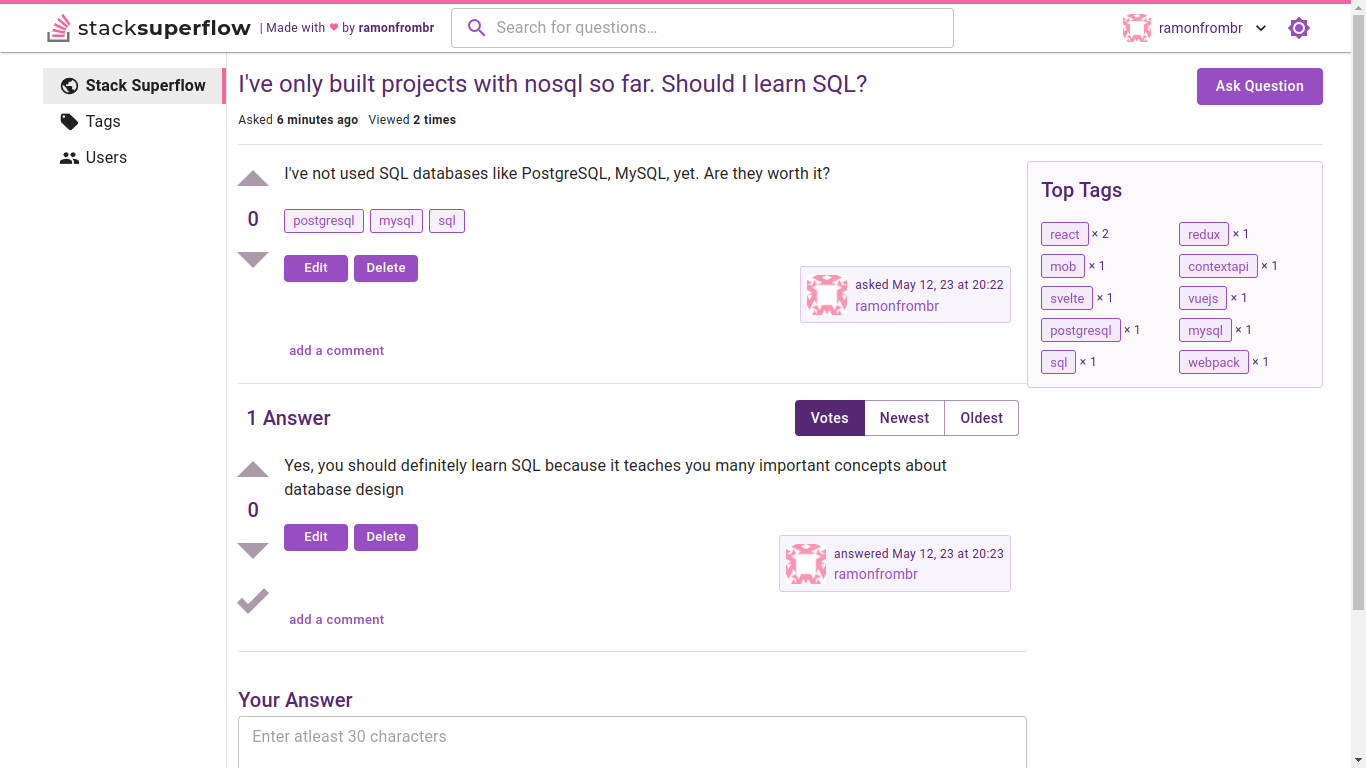 stacksuperflow | Made with ❤ by ramonfrombr
Search for questions…
ramonfrombr
Stack Superflow
Tags
Users
I've only built projects with nosql so far. Should I learn SQL?
Ask Question
Asked 6 minutes ago Viewed 2 times
I've not used SQL databases like PostgreSQL, MySQL, yet. Are they worth it?
0
postgresql mysql sql
Edit Delete
asked May 12, 23 at 20:22
ramonfrombr
add a comment
Top Tags
react × 2 redux × 1
mob × 1 contextapi × 1
svelte × 1 vuejs × 1
postgresql × 1 mysql × 1
sql × 1 webpack × 1
1 Answer
Votes Newest Oldest
Yes, you should definitely learn SQL because it teaches you many important concepts about
database design
0
Edit Delete
answered May 12, 23 at 20:23
ramonfrombr
add a comment
Your Answer
Enter atleast 30 characters